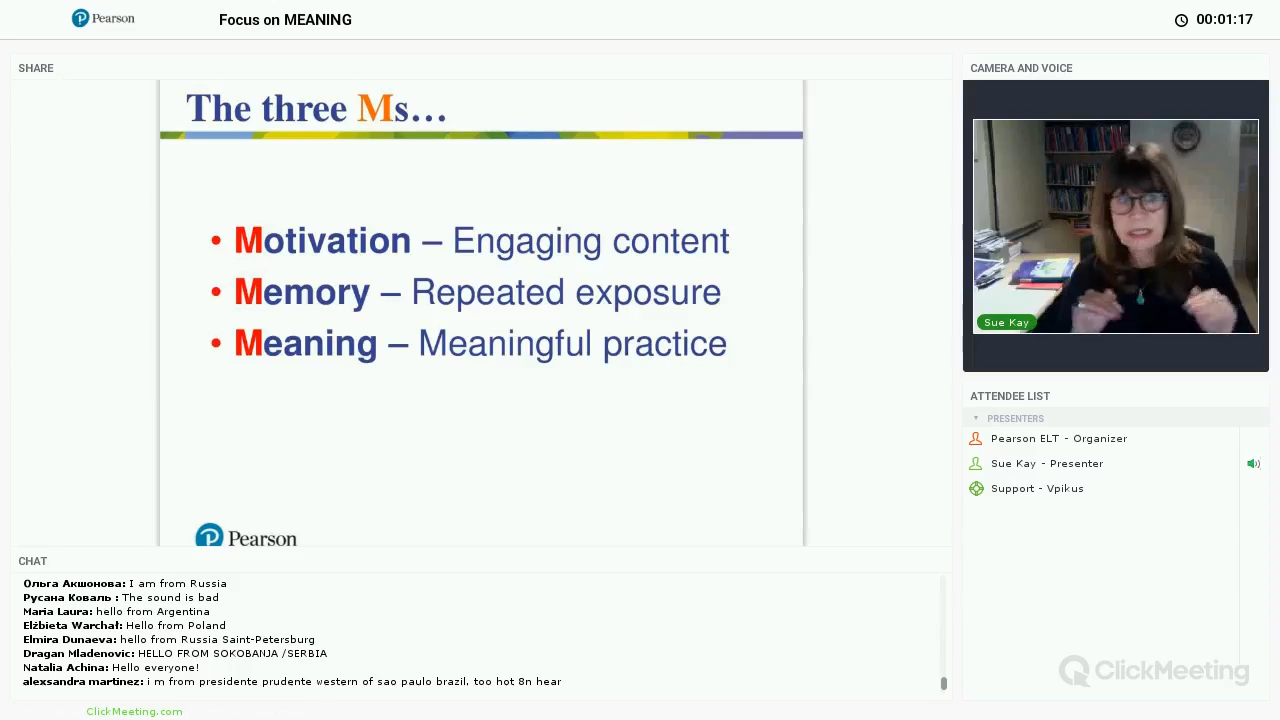 Pearson
Focus on MEANING
00:01:17
SHARE
CAMERA AND VOICE
The three Ms...
• Motivation – Engaging content
• Memory – Repeated exposure
• Meaning – Meaningful practice
Pearson
Sue Kay
ATTENDEE LIST
PRESENTERS
Pearson ELT - Organizer
Sue Kay - Presenter
Support - Vpikus
CHAT
Ольга Акшонова: I am from Russia
Русана Коваль : The sound is bad
Maria Laura: hello from Argentina
Elżbieta Warchał: Hello from Poland
Elmira Dunaeva: hello from Russia Saint-Petersburg
Dragan Mladenovic: HELLO FROM SOKOBANJA /SERBIA
Natalia Achina: Hello everyone!
alexsandra martinez: i m from presidente prudente western of sao paulo brazil, too hot 8n hear
ClickMeeting
ClickMeeting.com